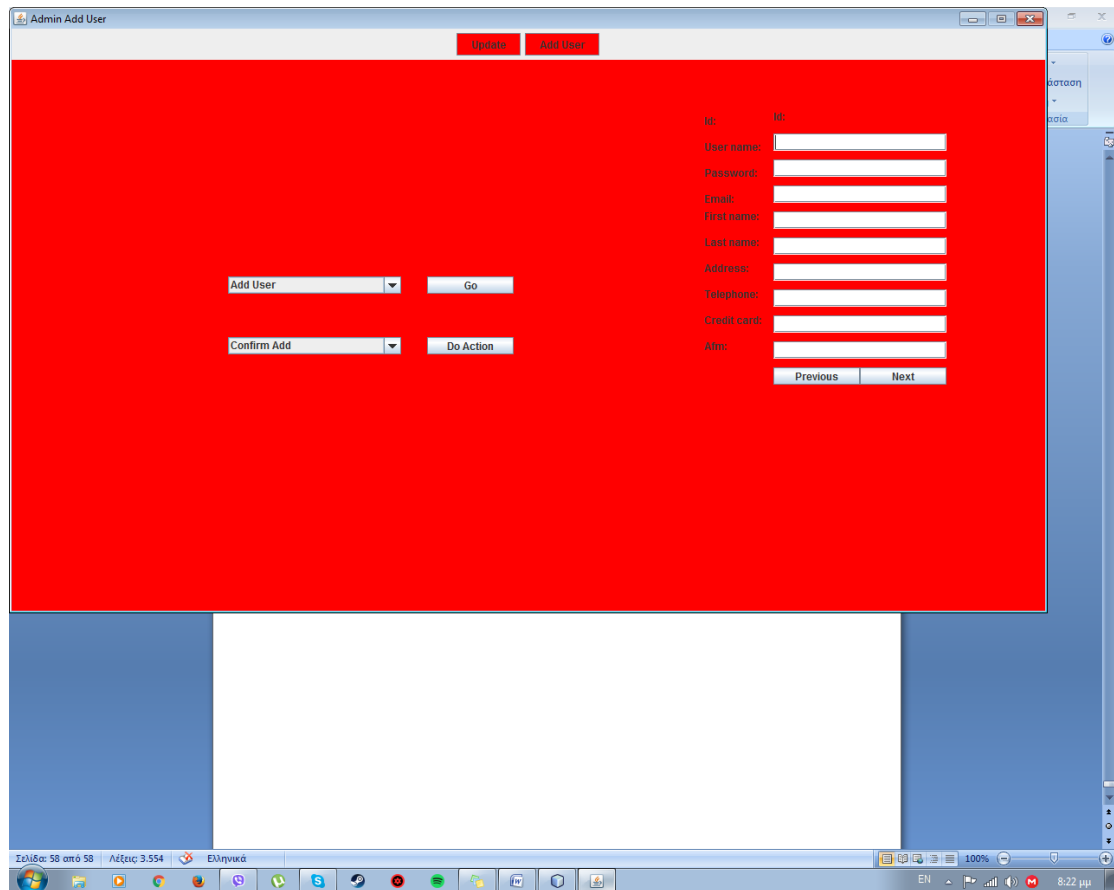 Admin Add User
Update Add User
άσταση
ασία
Id: Id:
User name:
Password:
Email:
First name:
Last name:
Address:
Add User Go
Telephone:
Credit card:
Confirm Add Do Action
Afm:
Previous Next
Σελίδα: 58 από 58 Λέξεις: 3.554 Ελληνικά 100%
EN 8:22 μμ